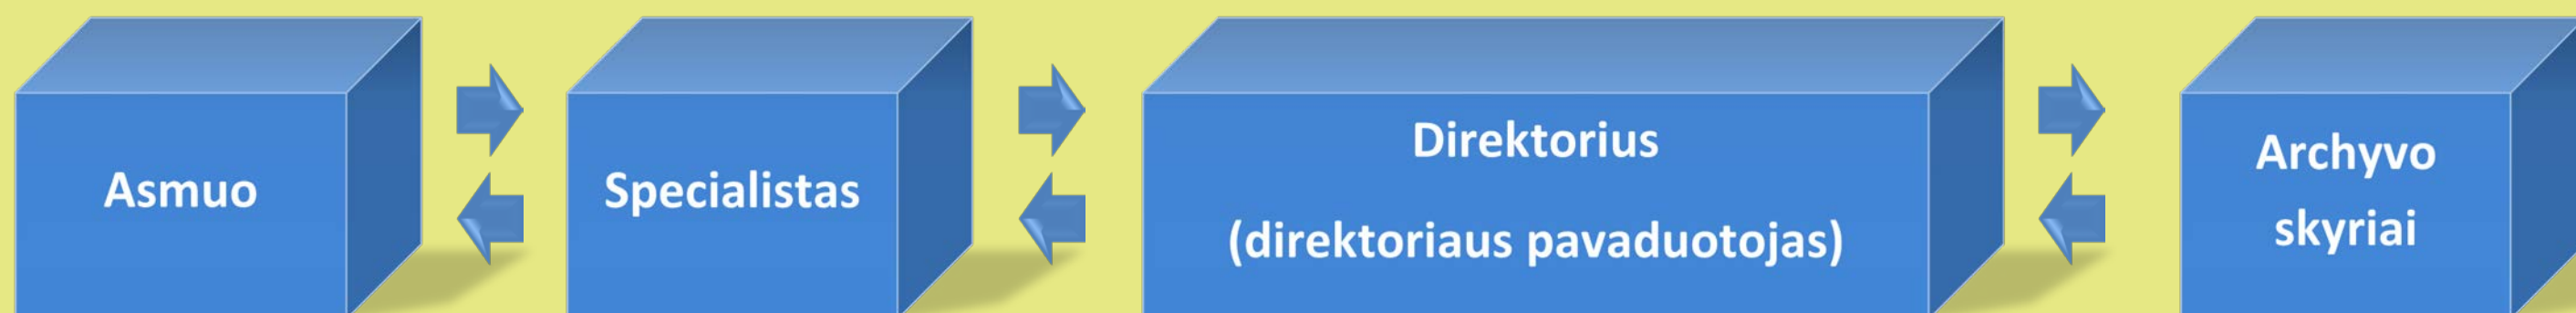 Asmuo
Specialistas
Direktorius
(direktoriaus pavaduotojas)
Archyvo
skyriai